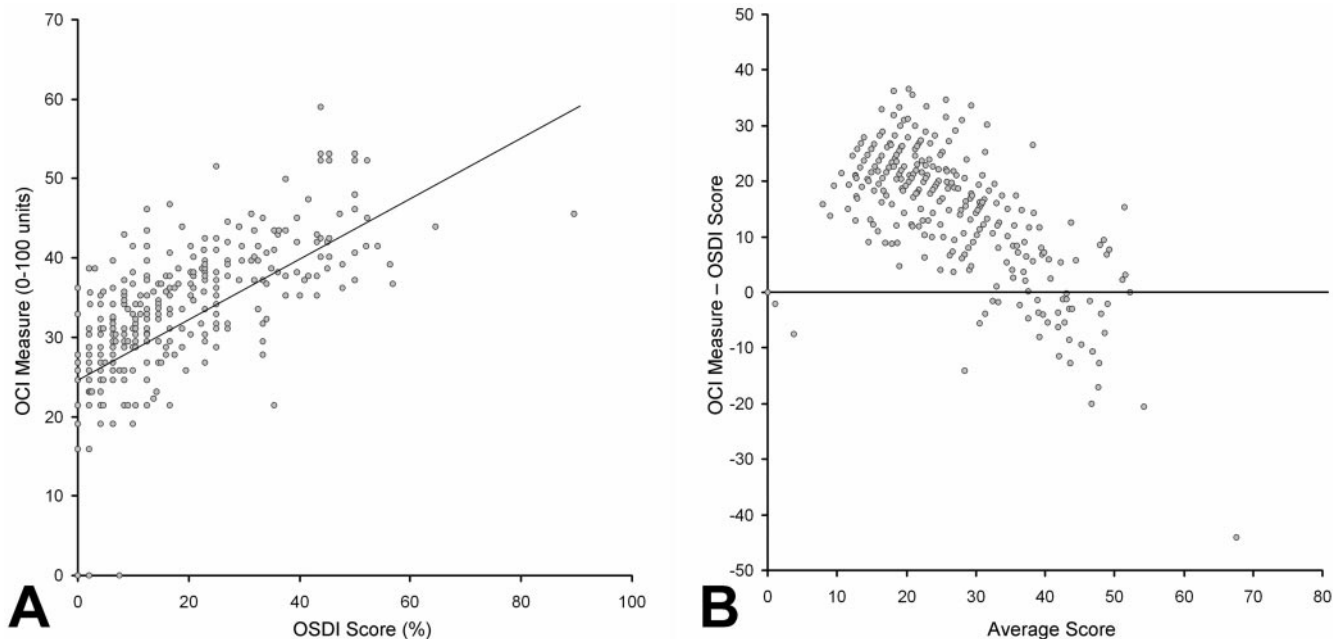 70
60
50
40
30
20
10
0
OCI Measure (0-100 units)
0 20 40 60 80 100
OSDI Score (%)
A
50
40
30
20
10
0
-10
-20
-30
-40
-50
OCI Measure – OSDI Score
0 10 20 30 40 50 60 70 80
Average Score
B